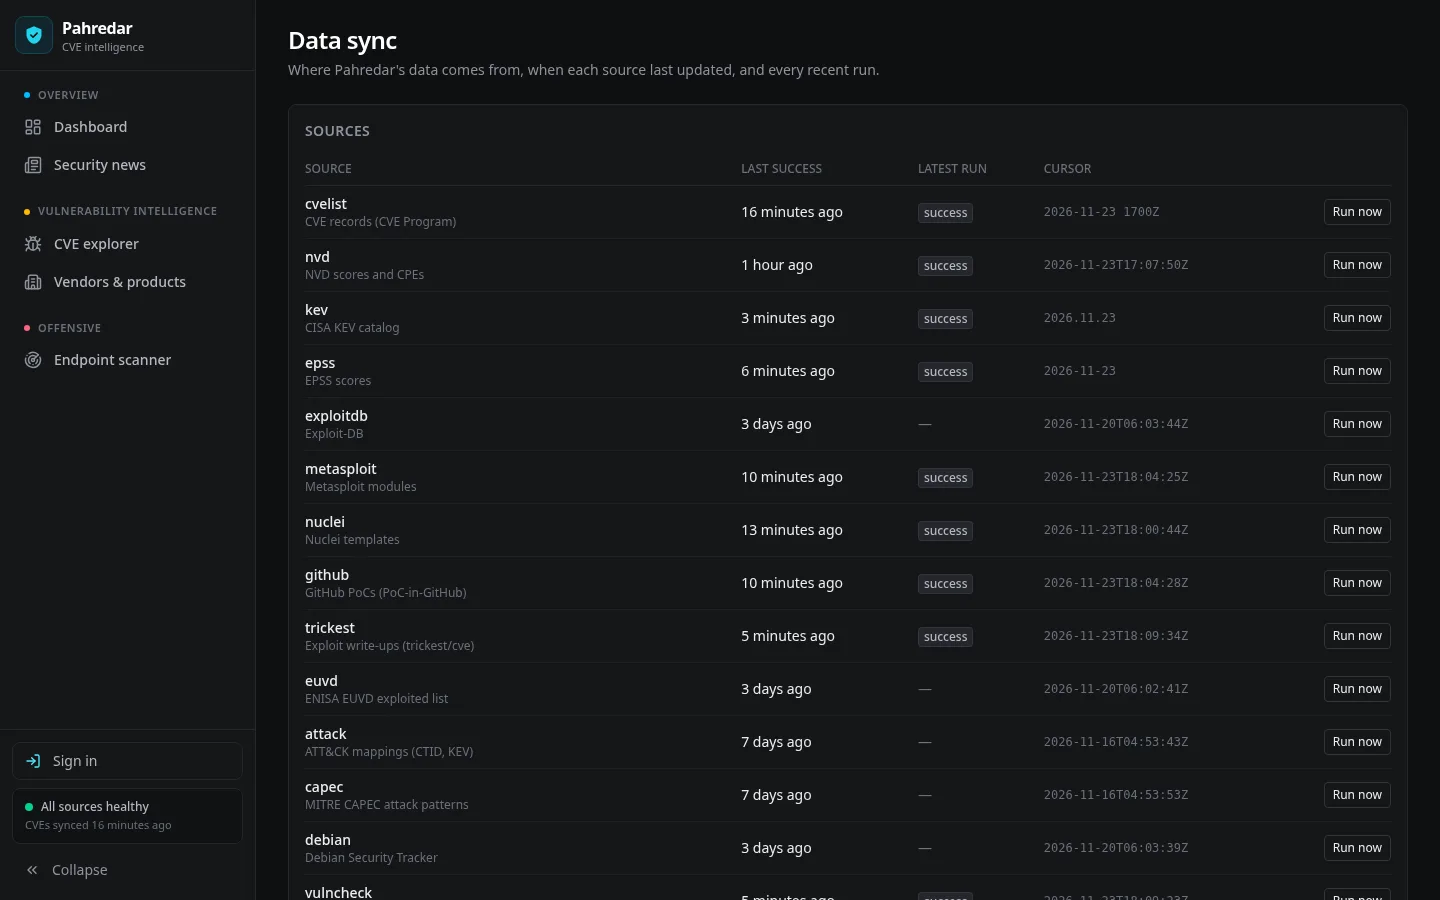 Pahredar
CVE intelligence
OVERVIEW
Dashboard
Security news
VULNERABILITY INTELLIGENCE
CVE explorer
Vendors & products
OFFENSIVE
Endpoint scanner
Sign in
All sources healthy
CVEs synced 16 minutes ago
Collapse
Data sync
Where Pahredar's data comes from, when each source last updated, and every recent run.
SOURCES
SOURCE LAST SUCCESS LATEST RUN CURSOR
cvelist
CVE records (CVE Program)
16 minutes ago success 2026-11-23 1700Z Run now
nvd
NVD scores and CPEs
1 hour ago success 2026-11-23T17:07:50Z Run now
kev
CISA KEV catalog
3 minutes ago success 2026.11.23 Run now
epss
EPSS scores
6 minutes ago success 2026-11-23 Run now
exploitdb
Exploit-DB
3 days ago — 2026-11-20T06:03:44Z Run now
metasploit
Metasploit modules
10 minutes ago success 2026-11-23T18:04:25Z Run now
nuclei
Nuclei templates
13 minutes ago success 2026-11-23T18:00:44Z Run now
github
GitHub PoCs (PoC-in-GitHub)
10 minutes ago success 2026-11-23T18:04:28Z Run now
trickest
Exploit write-ups (trickest/cve)
5 minutes ago success 2026-11-23T18:09:34Z Run now
euvd
ENISA EUVD exploited list
3 days ago — 2026-11-20T06:02:41Z Run now
attack
ATT&CK mappings (CTID, KEV)
7 days ago — 2026-11-16T04:53:43Z Run now
capec
MITRE CAPEC attack patterns
7 days ago — 2026-11-16T04:53:53Z Run now
debian
Debian Security Tracker
3 days ago — 2026-11-20T06:03:39Z Run now
vulncheck
5 minutes ago success Run now